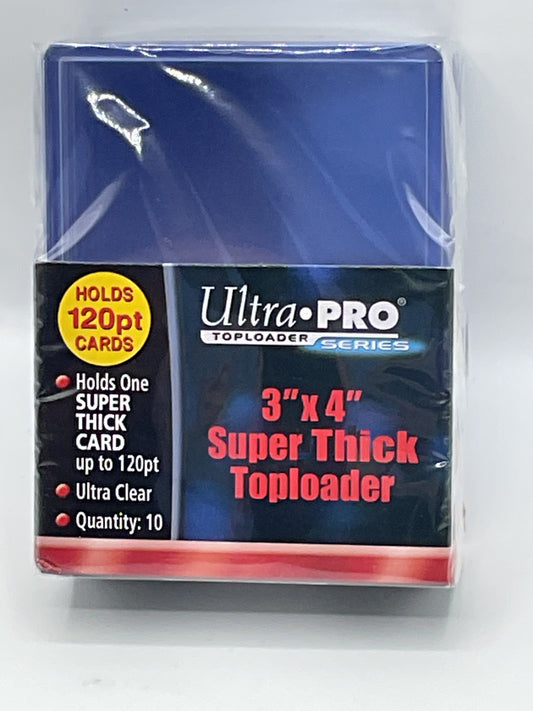 HOLDS
120pt
CARDS
Holds One
SUPER
THICK
CARD
up to 120pt
Ultra Clear
Quantity: 10
Ultra•PRO®
TOPLOADER SERIES
3"x 4"
Super Thick
Toploader